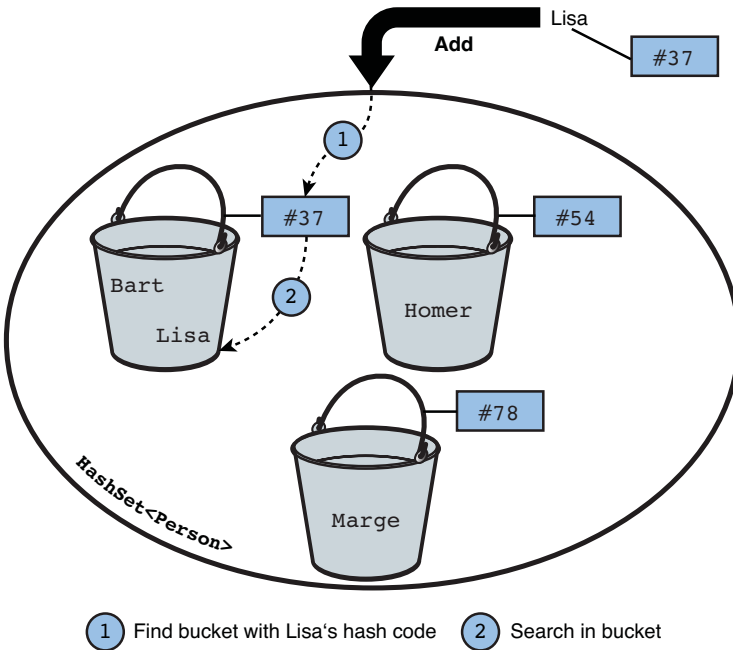 Lisa
Add
#37
1
#37
#54
Bart
2
Lisa
Homer
#78
Marge
HashSet<Person>
1 Find bucket with Lisa‘s hash code 2 Search in bucket